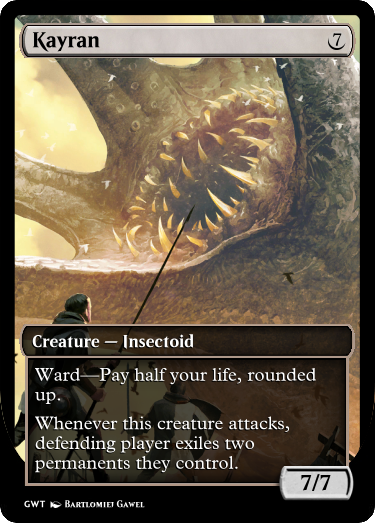 Kayran 7
Creature — Insectoid
Ward—Pay half your life, rounded
up.
Whenever this creature attacks,
defending player exiles two
permanents they control.
7/7
GWT Bartlomiej Gawel